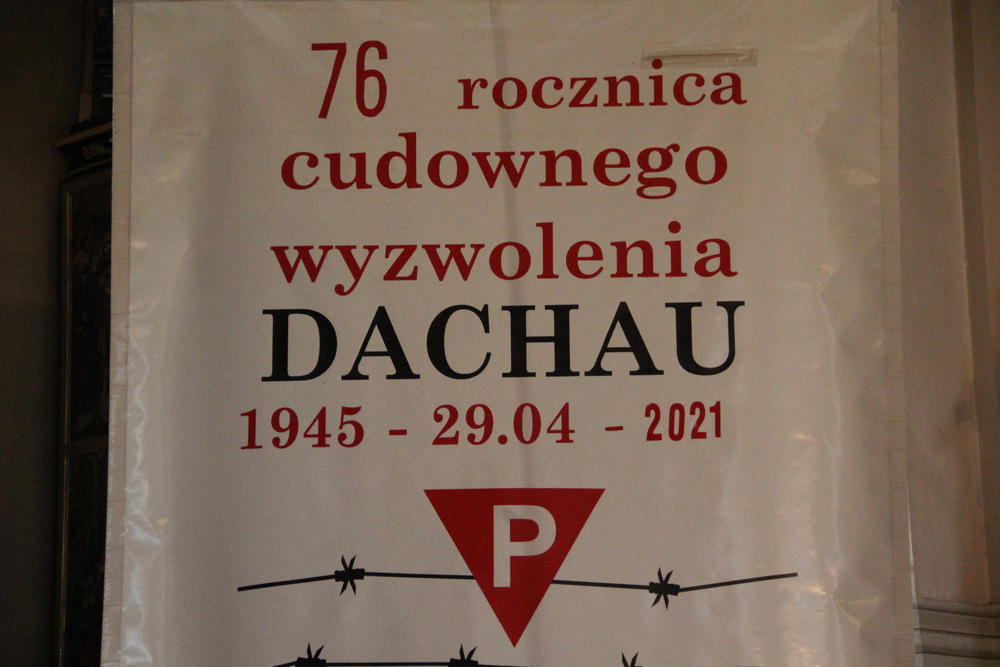 76 rocznica
cudownego
wyzwolenia
DACHAU
1945 - 29.04 - 2021
P